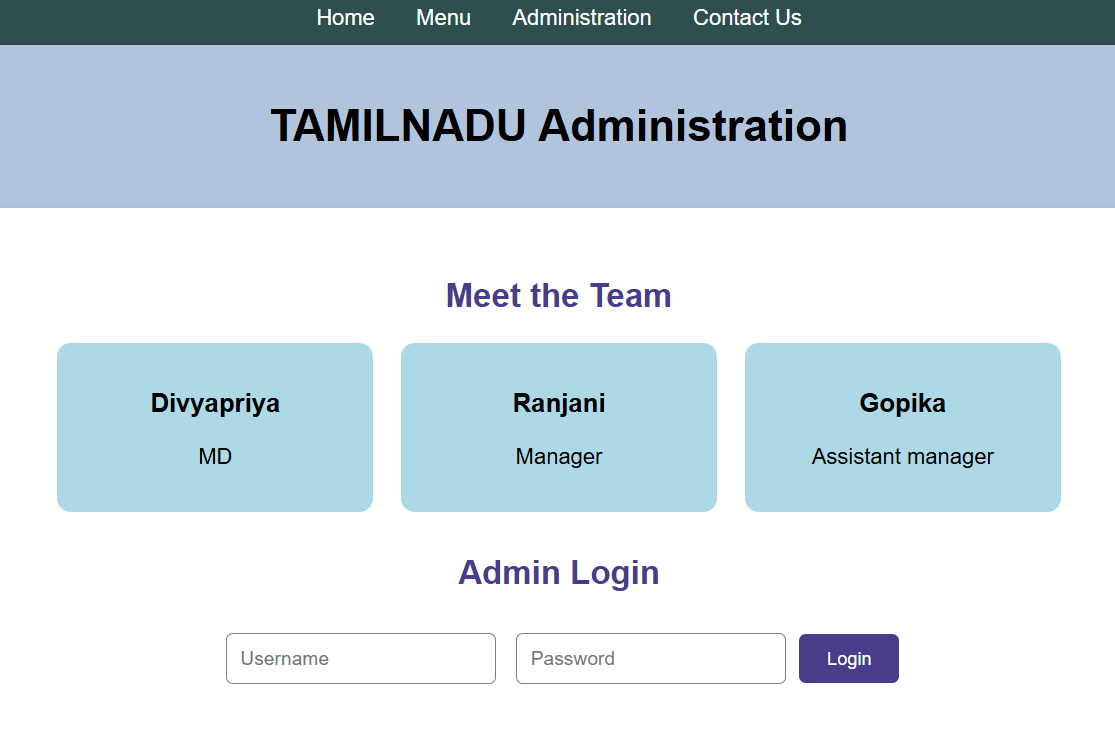 Home Menu Administration Contact Us
TAMILNADU Administration
Meet the Team
Divyapriya Ranjani Gopika
MD Manager Assistant manager
Admin Login
Username Password Login